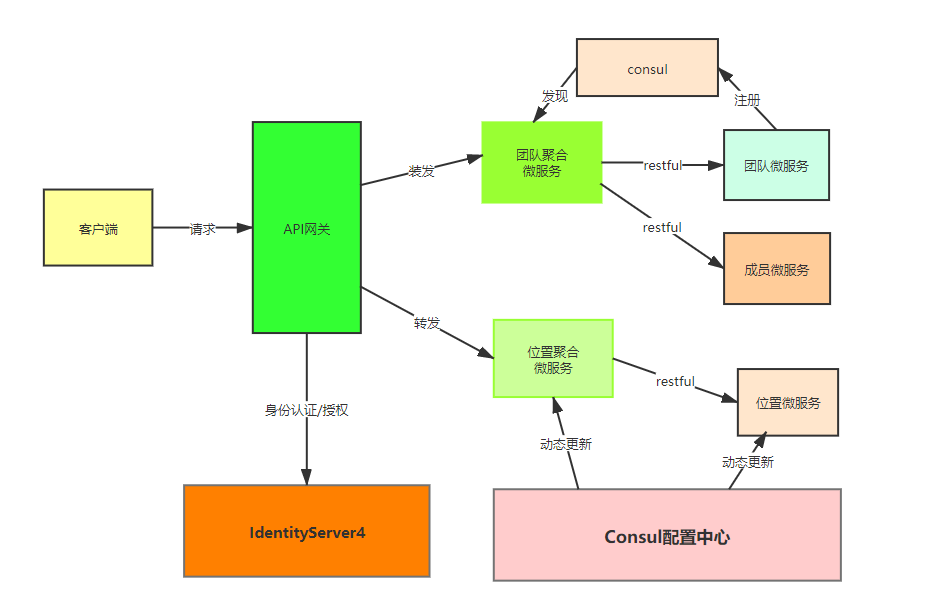 consul
发现
注册
团队聚合
微服务
装发
restful
团队微服务
客户端
请求
API网关
restful
成员微服务
转发
位置聚合
微服务
restful
位置微服务
身份认证/授权
动态更新
动态更新
IdentityServer4
Consul配置中心